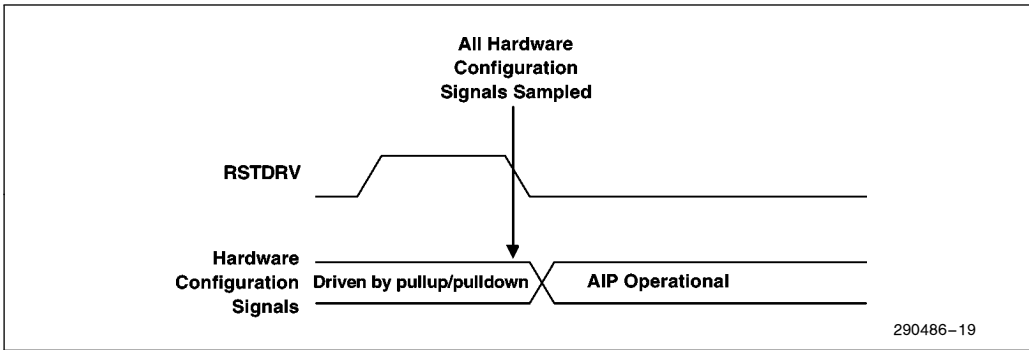 All Hardware
Configuration
Signals Sampled
RSTDRV
Hardware
Configuration
Signals
Driven by pullup/pulldown
AIP Operational
290486–19